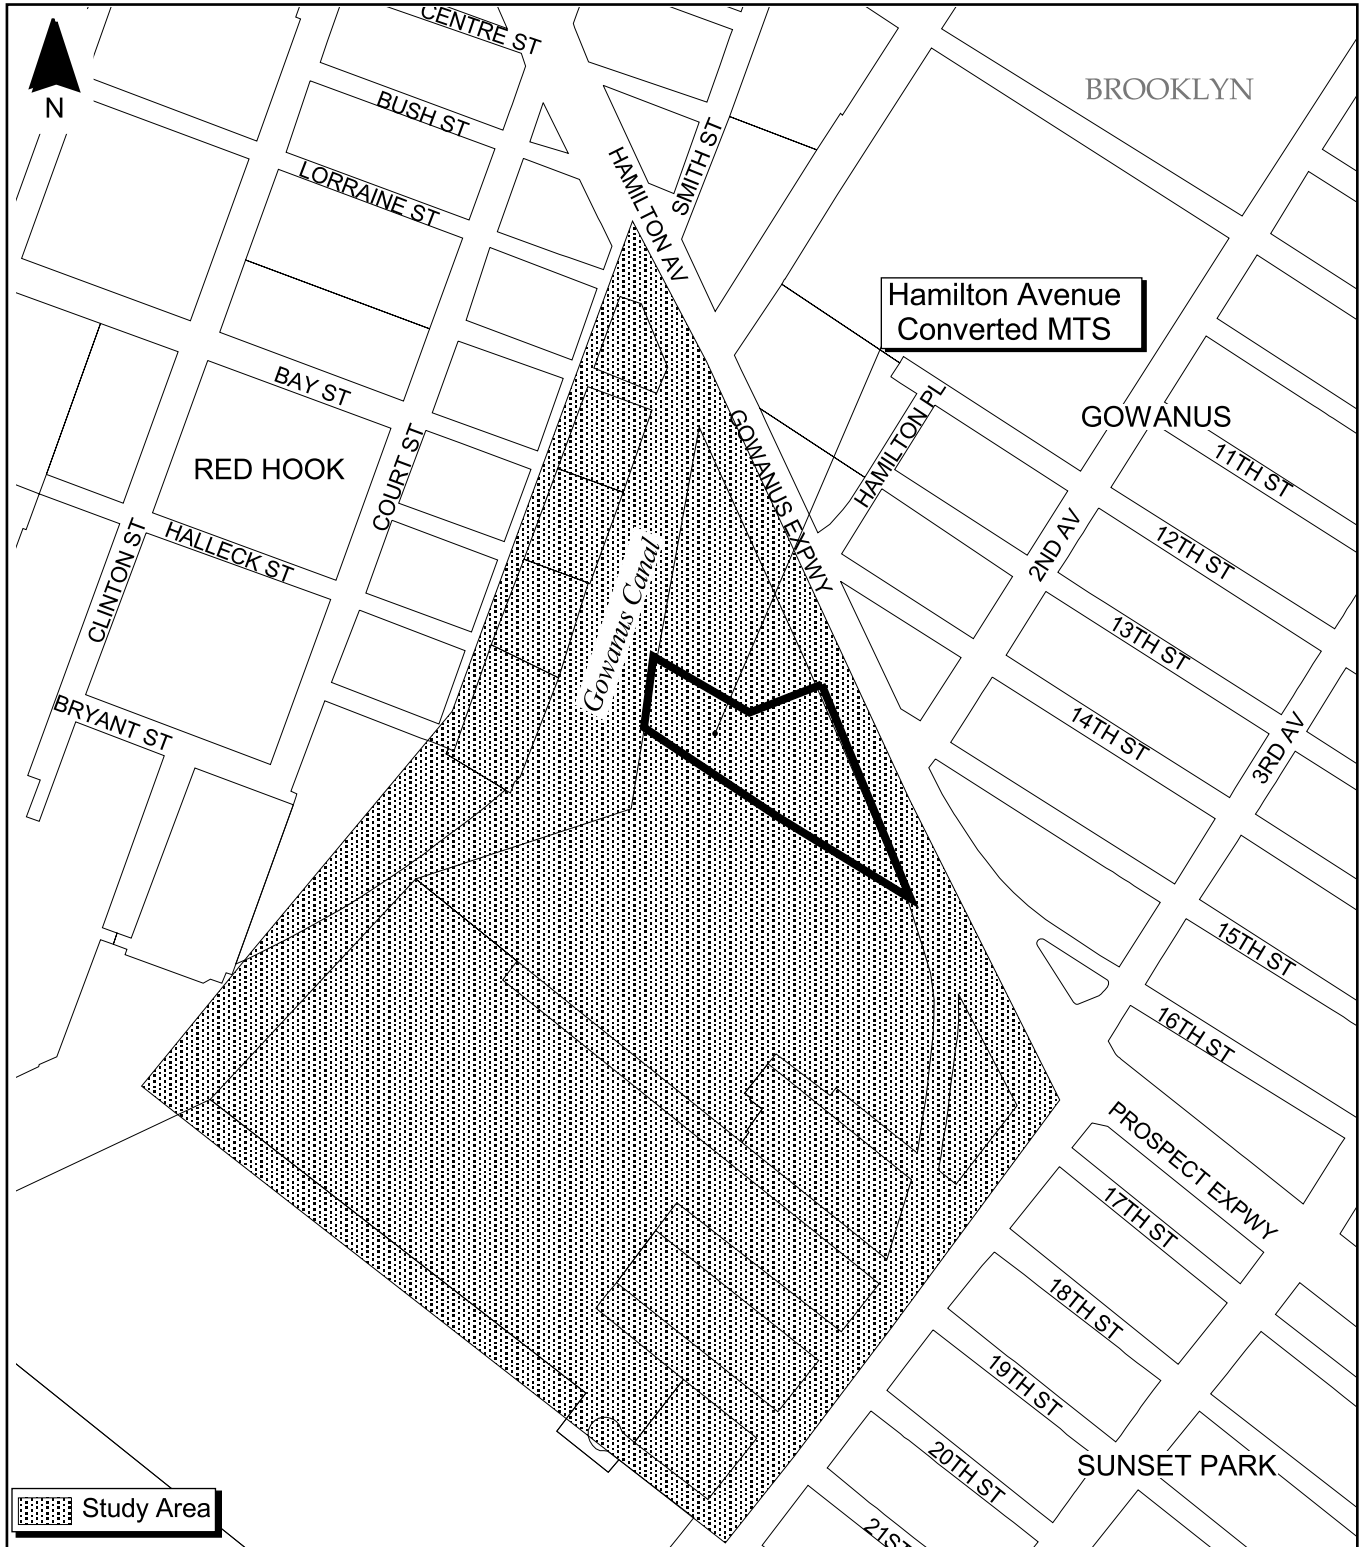 CENTRE ST
BROOKLYN
N
BUSH ST
SMITH ST
LORRAINE ST
HAMILTON AV
Hamilton Avenue
Converted MTS
BAY ST
HAMILTON PL
GOWANUS
RED HOOK
COURT ST
GOWANUS EXPWY
11TH ST
HALLECK ST
CLINTON ST
2ND AV
12TH ST
Gowanus Canal
13TH ST
BRYANT ST
14TH ST
3RD AV
15TH ST
16TH ST
PROSPECT EXPWY
17TH ST
18TH ST
19TH ST
20TH ST
SUNSET PARK
Study Area
21ST